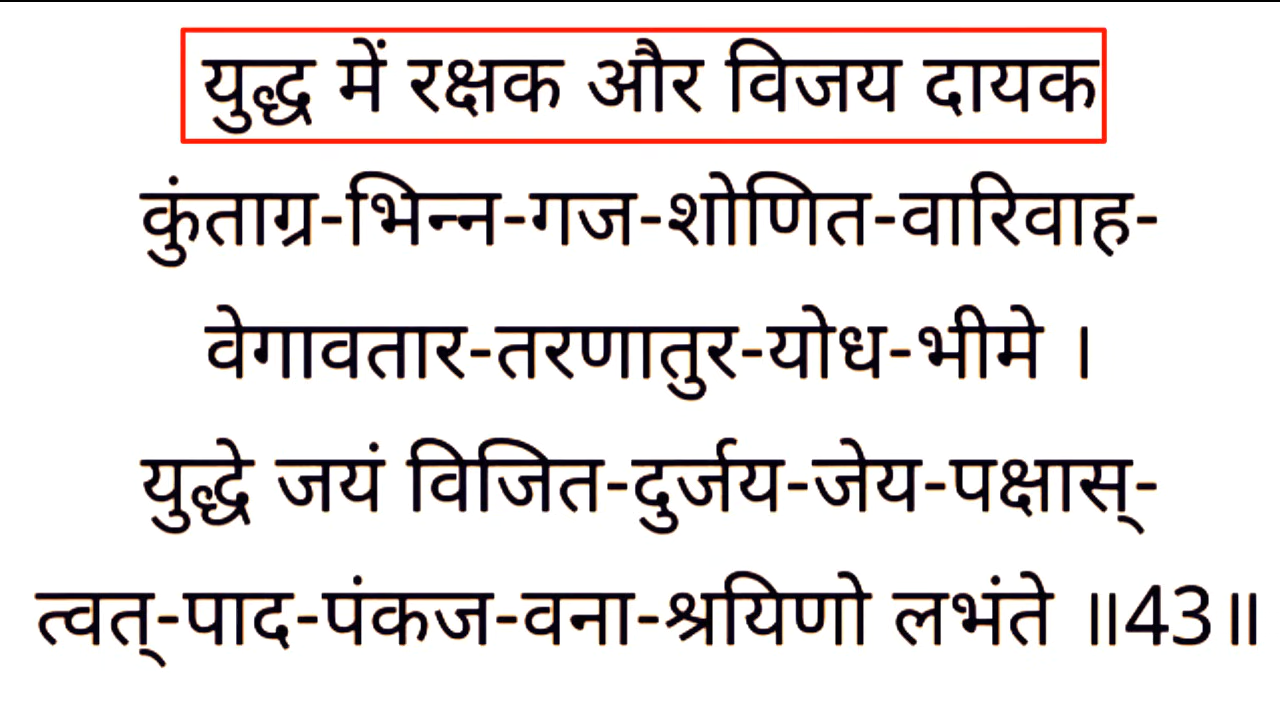 युद्ध में रक्षक और विजय दायक
कुंताग्र-भिन्न-गज-शोणित-वारिवाह-
वेगावतार-तरणातुर-योध-भीमे ।
युद्धे जयं विजित-दुर्जय-जेय-पक्षास्-
त्वत्-पाद-पंकज-वना-श्रयिणो लभंते ॥43॥